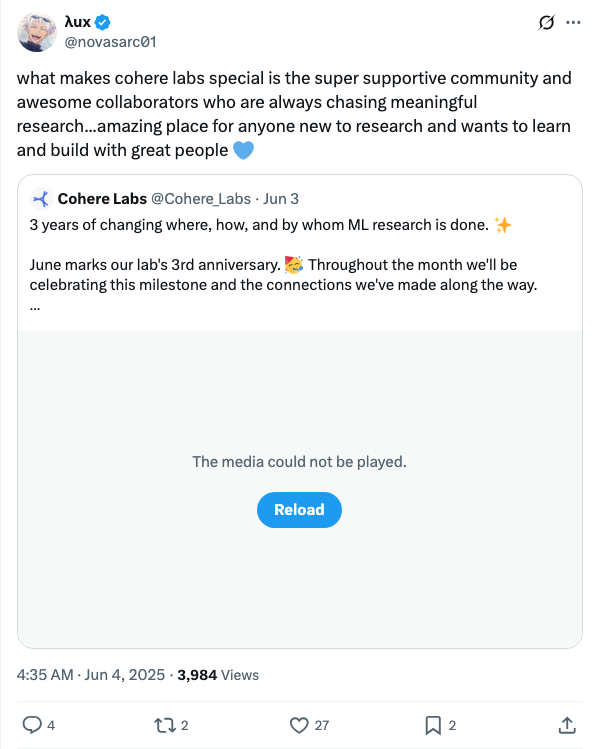 λux
@novasarc01
what makes cohere labs special is the super supportive community and
awesome collaborators who are always chasing meaningful
research...amazing place for anyone new to research and wants to learn
and build with great people 💙
Cohere Labs @Cohere_Labs · Jun 3
3 years of changing where, how, and by whom ML research is done. ✨
June marks our lab's 3rd anniversary. 🥳 Throughout the month we'll be
celebrating this milestone and the connections we've made along the way.
...
The media could not be played.
Reload
4:35 AM · Jun 4, 2025 · 3,984 Views
4 2 27 2